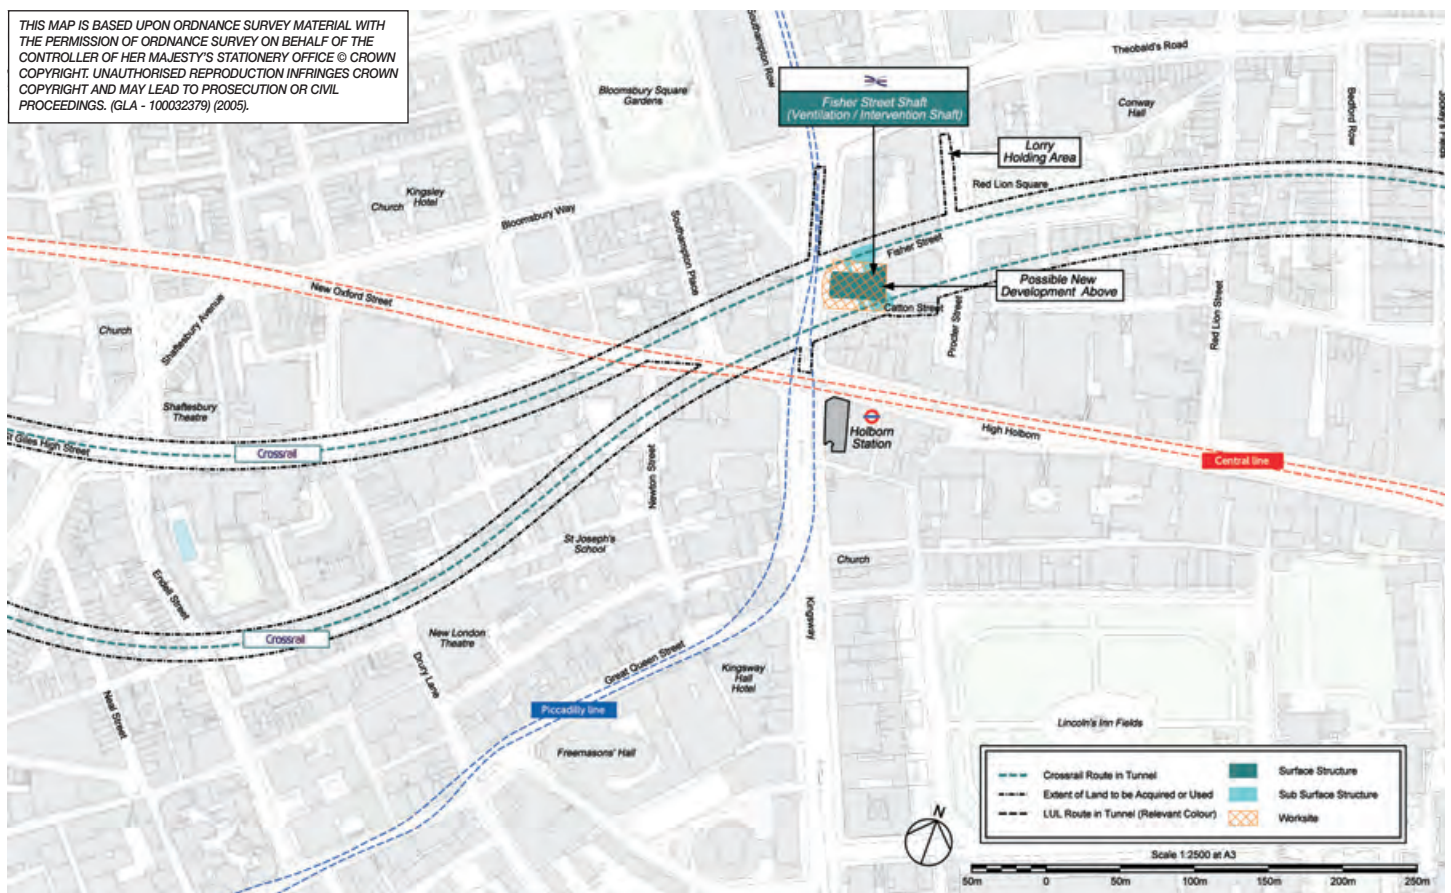 THIS MAP IS BASED UPON ORDNANCE SURVEY MATERIAL WITH
THE PERMISSION OF ORDNANCE SURVEY ON BEHALF OF THE
CONTROLLER OF HER MAJESTY'S STATIONERY OFFICE © CROWN
COPYRIGHT. UNAUTHORISED REPRODUCTION INFRINGES CROWN
COPYRIGHT AND MAY LEAD TO PROSECUTION OR CIVIL
PROCEEDINGS. (GLA - 100032379) (2005).
Southampton Row
Theobald's Road
Bloomsbury Square
Gardens
Fisher Street Shaft
(Ventilation / Intervention Shaft)
Conway
Hall
Bedford Row
Lorry
Holding Area
Red Lion Square
Kingsley
Hotel
Church
Bloomsbury Way
Southampton Place
Fisher Street
Possible New
Development Above
New Oxford Street
Catton Street
Procter Street
Red Lion Street
Church
Shaftesbury Avenue
Shaftesbury
Theatre
St Giles High Street
Crossrail
Holborn
Station
High Holborn
Central line
Newton Street
St Joseph's
School
Church
Endell Street
Kingsway
Crossrail
New London
Theatre
Drury Lane
Great Queen Street
Kingsway
Hall
Hotel
Neal Street
Piccadilly line
Freemasons' Hall
Lincoln's Inn Fields
Crossrail Route in Tunnel
Surface Structure
Extent of Land to be Acquired or Used
Sub Surface Structure
LUL Route in Tunnel (Relevant Colour)
Worksite
N
Scale 1:2500 at A3
50m 0 50m 100m 150m 200m 250m